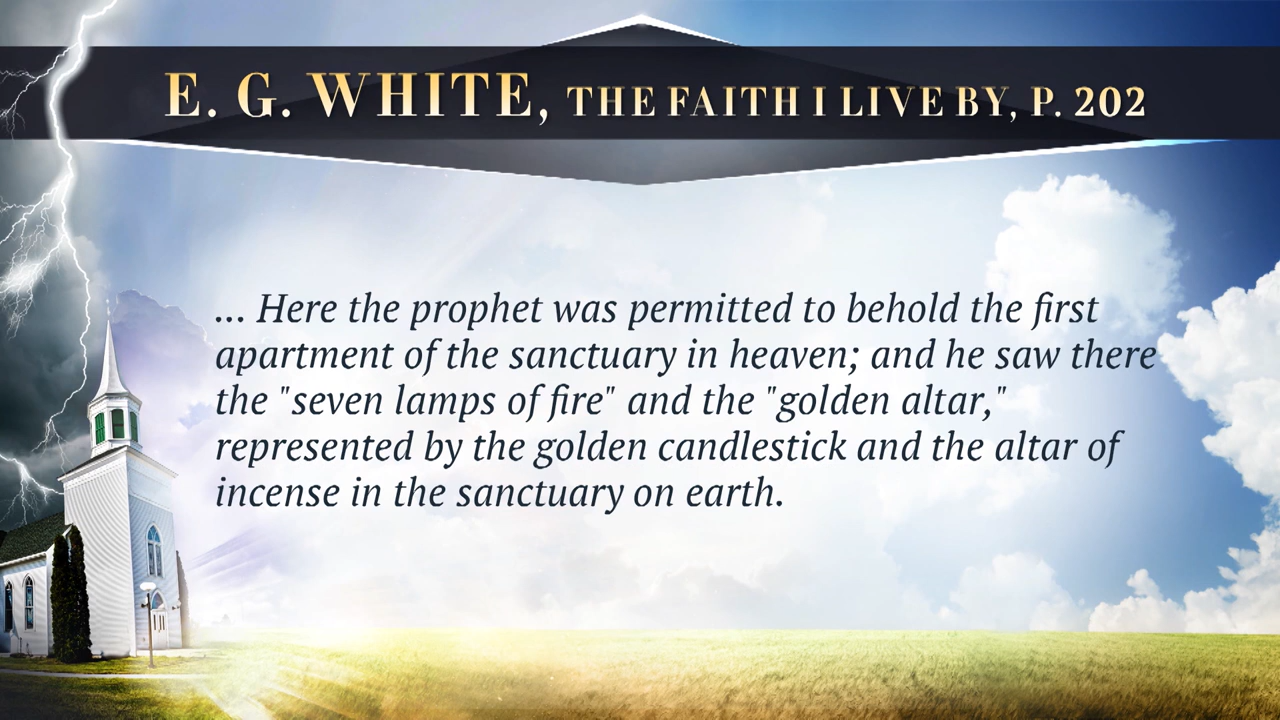 E. G. WHITE, THE FAITH I LIVE BY, P. 202
... Here the prophet was permitted to behold the first
apartment of the sanctuary in heaven; and he saw there
the "seven lamps of fire" and the "golden altar,"
represented by the golden candlestick and the altar of
incense in the sanctuary on earth.